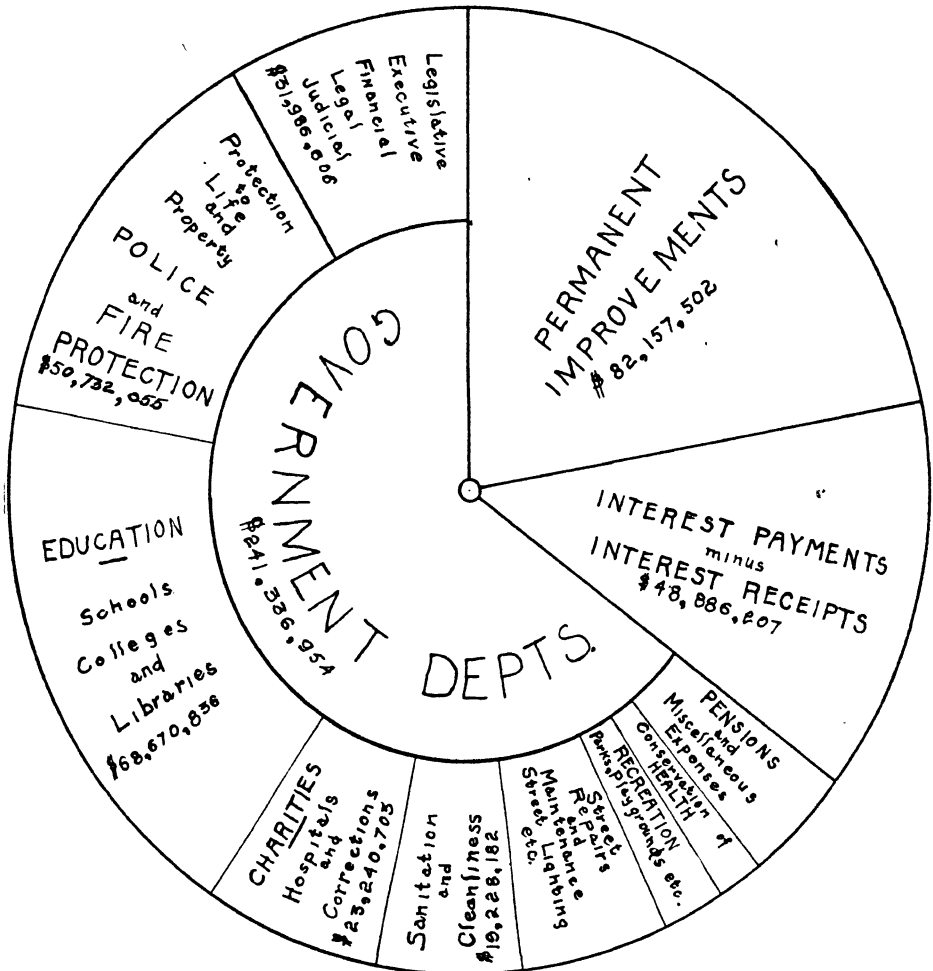 PERMANENT
IMPROVEMENTS
$82,157,502
INTEREST PAYMENTS
minus
INTEREST RECEIPTS
$48,886,207
PENSIONS
and
Miscellaneous
Expenses
Conservation of
HEALTH
RECREATION
Parks, Playgrounds etc.
Street
Repairs
and
Maintenance
Street Lighting
etc.
Sanitation
and
Cleanliness
$19,228,182
CHARITIES
Hospitals
and
Corrections
$23,240,703
EDUCATION
Schools
Colleges
and
Libraries
$68,670,836
Protection
to
Life
and
Property
POLICE
and
FIRE
PROTECTION
$50,732,055
Legislative
Executive
Financial
Legal
Judicial
$31,986,806
GOVERNMENT DEPTS.
$241,336,954